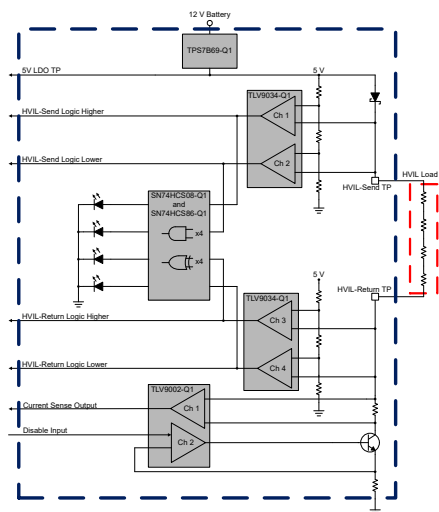 12 V Battery
TPS7B69-Q1
5V LDO TP
5 V
TLV9034-Q1
HVIL-Send Logic Higher
Ch 1
HVIL-Send Logic Lower
Ch 2
HVIL Load
HVIL-Send TP
SN74HCS08-Q1
and
SN74HCS86-Q1
x4
x4
5 V
HVIL-Return TP
TLV9034-Q1
HVIL-Return Logic Higher
Ch 3
HVIL-Return Logic Lower
Ch 4
TLV9002-Q1
Current Sense Output
Ch 1
Disable Input
Ch 2